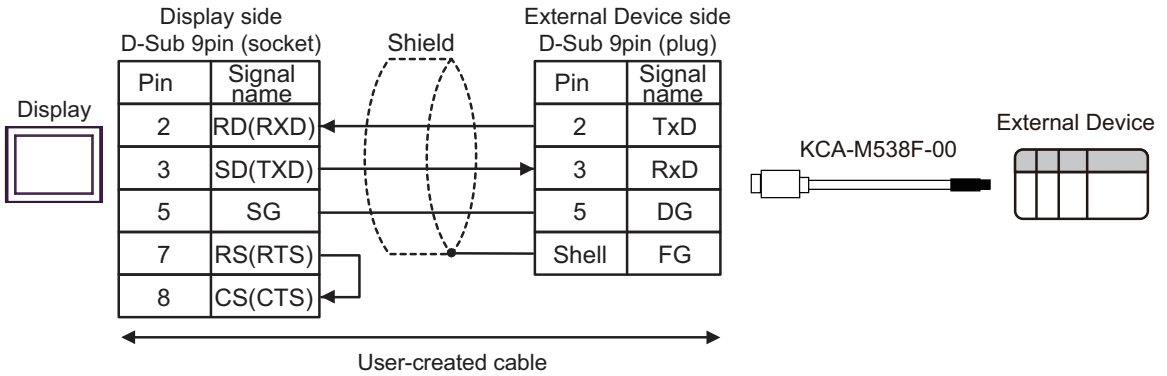 Display side
D-Sub 9pin (socket)
Shield
External Device side
D-Sub 9pin (plug)
Pin
Signal
name
Pin
Signal
name
Display
2
RD(RXD)
2
TxD
3
SD(TXD)
3
RxD
5
SG
5
DG
7
RS(RTS)
Shell
FG
8
CS(CTS)
KCA-M538F-00
External Device
User-created cable